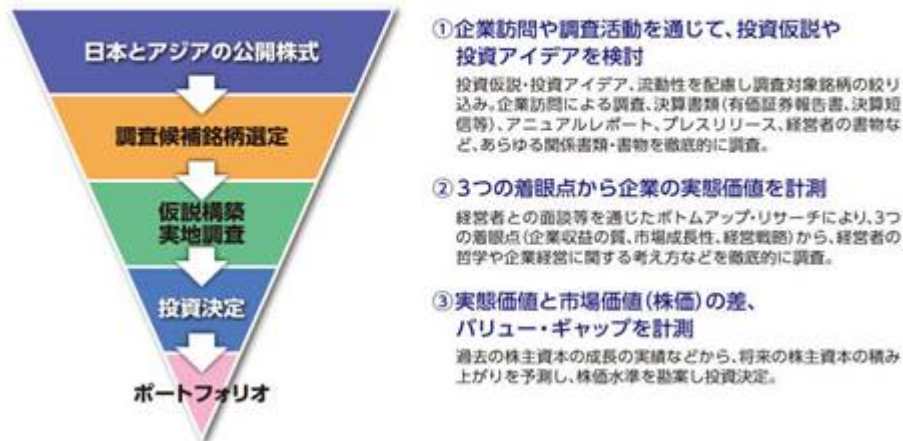 日本とアジアの公開株式
調査候補銘柄選定
仮説構築
実地調査
投資決定
ポートフォリオ
①企業訪問や調査活動を通じて、投資仮説や
投資アイデアを検討
投資仮説・投資アイデア、流動性を配慮し調査対象銘柄の絞り
込み。企業訪問による調査、決算書類(有価証券報告書、決算短
信等)、アニュアルレポート、プレスリリース、経営者の書物な
ど、あらゆる関係書類・書物を徹底的に調査。
②3つの着眼点から企業の実態価値を計測
経営者との面談等を通じたボトムアップ・リサーチにより、3つ
の着眼点(企業収益の質、市場成長性、経営戦略)から、経営者の
哲学や企業経営に関する考え方などを徹底的に調査。
③実態価値と市場価値(株価)の差、
バリュー・ギャップを計測
過去の株主資本の成長の実績などから、将来の株主資本の積み
上がりを予測し、株価水準を勘案し投資決定。